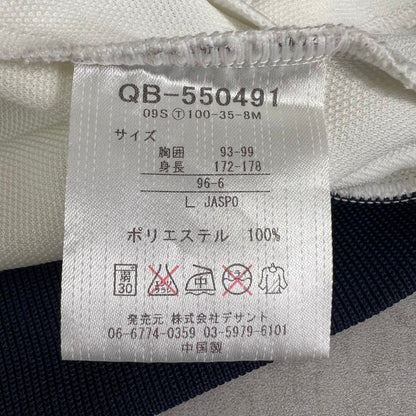 QB-550491
09S Ⓣ100-35-8M
サイズ
胸囲 93-99
身長 172-178
96-6
L JASPO
ポリエステル 100%
弱 30
発売元 株式会社デサント
06-6774-0359 03-5979-6101
中国製